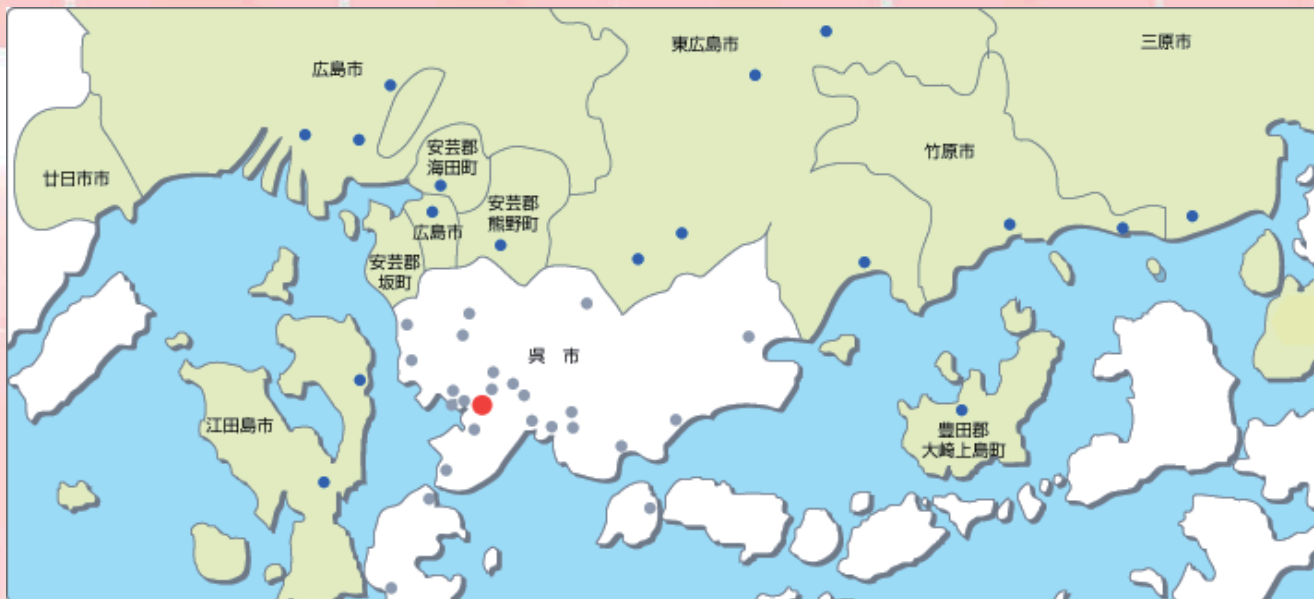 東広島市
三原市
広島市
安芸郡
海田町
竹原市
廿日市市
安芸郡
熊野町
広島市
安芸郡
坂町
呉 市
江田島市
豊田郡
大崎上島町